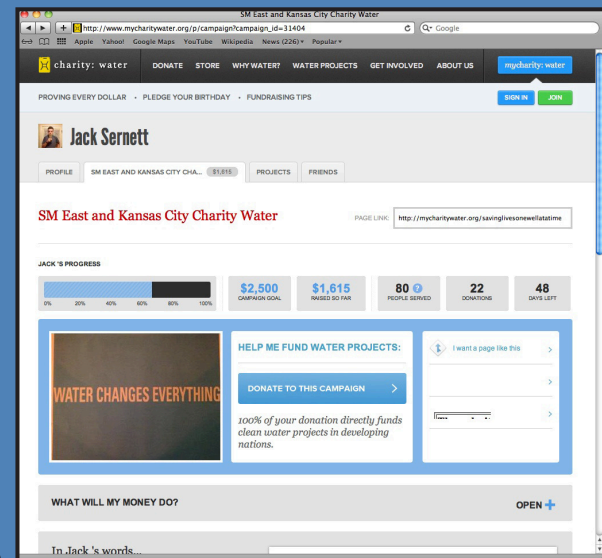 SM East and Kansas City Charity Water
http://www.mycharitywater.org/p/campaign?campaign_id=31404
Google
Apple Yahoo! Google Maps YouTube Wikipedia News (226) Popular
charity: water DONATE STORE WHY WATER? WATER PROJECTS GET INVOLVED ABOUT US mycharity: water
PROVING EVERY DOLLAR • PLEDGE YOUR BIRTHDAY • FUNDRAISING TIPS SIGN IN JOIN
Jack Sernett
PROFILE SM EAST AND KANSAS CITY CHA... $1,615 PROJECTS FRIENDS
SM East and Kansas City Charity Water
PAGE LINK: http://mycharitywater.org/savinglivesonewellatatime
JACK 'S PROGRESS
0% 20% 40% 60% 80% 100%
$2,500
CAMPAIGN GOAL
$1,615
RAISED SO FAR
80
PEOPLE SERVED
22
DONATIONS
48
DAYS LEFT
WATER CHANGES EVERYTHING
HELP ME FUND WATER PROJECTS:
DONATE TO THIS CAMPAIGN
100% of your donation directly funds
clean water projects in developing
nations.
I want a page like this
WHAT WILL MY MONEY DO? OPEN
In Jack 's words...